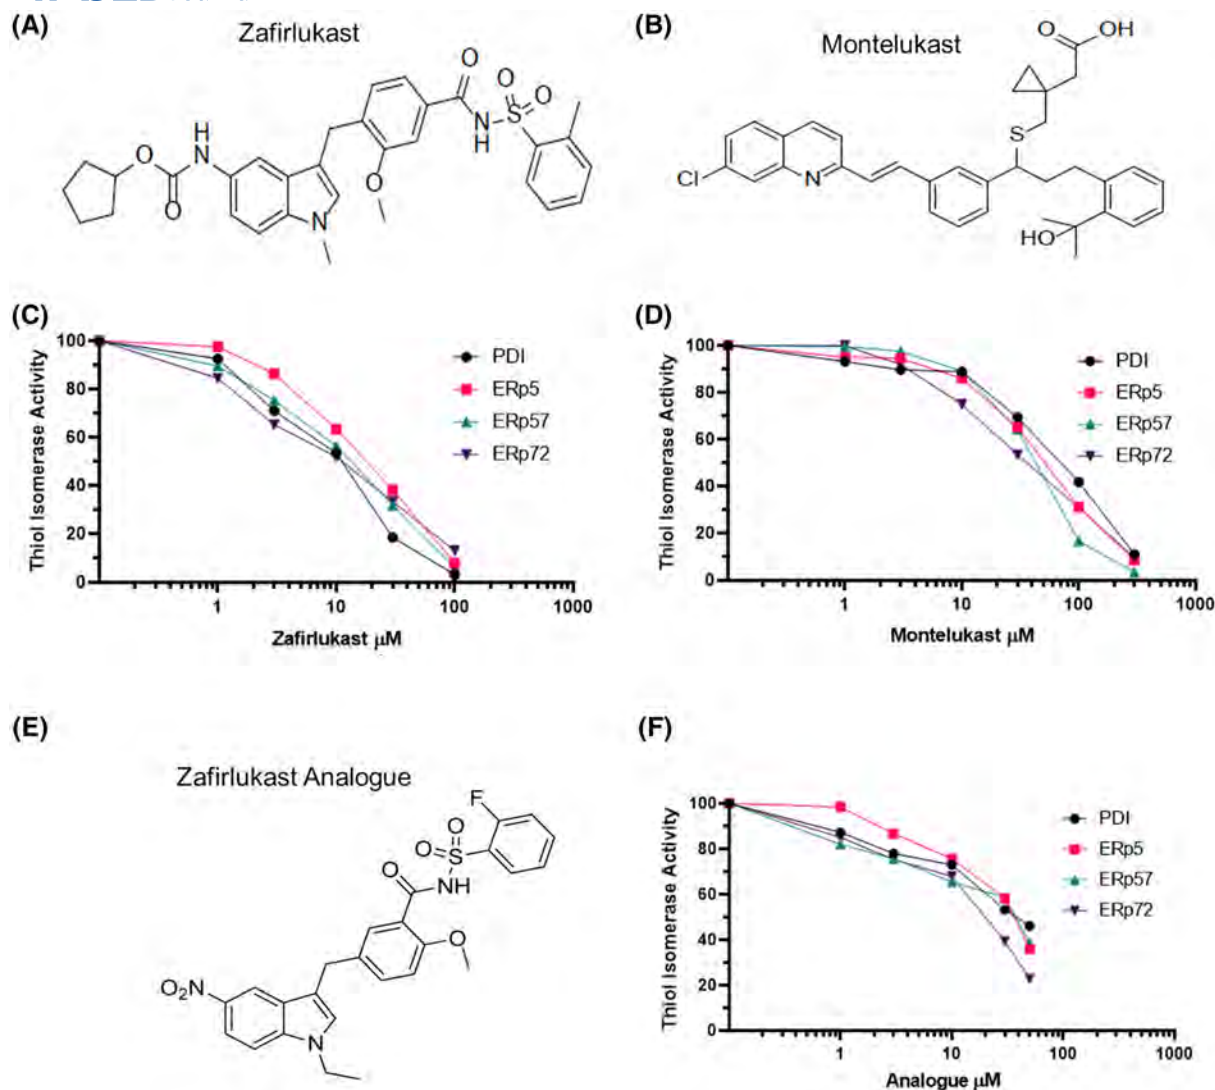 (A)
Zafirlukast
O
O
O
S
N
H
O
H
N
O
O
N
(B)
Montelukast
O
OH
S
Cl
N
HO
(C)
100
80
60
40
20
0
Thiol Isomerase Activity
PDI
ERp5
ERp57
ERp72
1
10
100
1000
Zafirlukast µM
(D)
100
80
60
40
20
0
Thiol Isomerase Activity
PDI
ERp5
ERp57
ERp72
1
10
100
1000
Montelukast µM
(E)
Zafirlukast Analogue
F
O
O
S
O
NH
O
NO₂
N
(F)
100
80
60
40
20
0
Thiol Isomerase Activity
PDI
ERp5
ERp57
ERp72
1
10
100
1000
Analogue µM